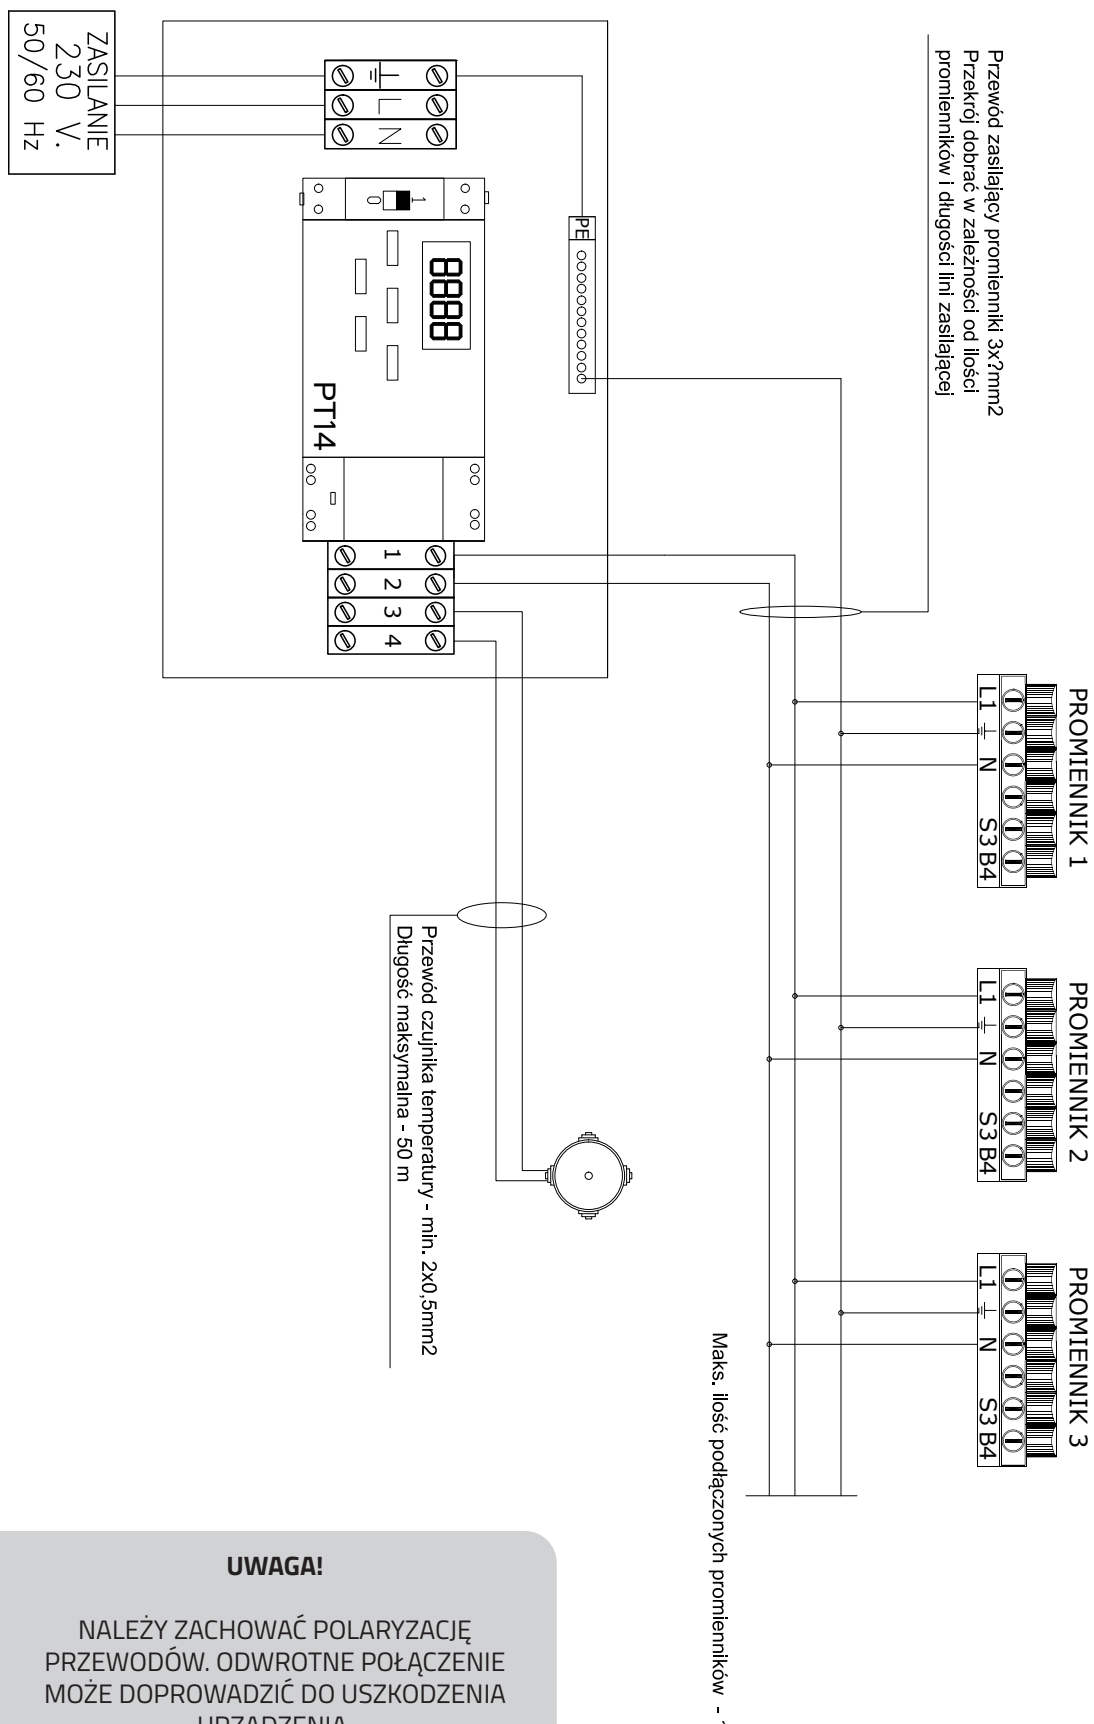 ZASILANIE
230 V.
50/60 Hz
L
N
PE
1
0
8888
PT14
1
2
3
4
Przewód zasilający promienniki 3x?mm2
Przekrój dobrać w zależności od ilości
promienników i długości lini zasilającej
PROMIENNIK 1
L1 N S3 B4
PROMIENNIK 2
L1 N S3 B4
PROMIENNIK 3
L1 N S3 B4
Przewód czujnika temperatury - min. 2x0,5mm2
Długość maksymalna - 50 m
Maks. ilość podłączonych promienników -
UWAGA!
NALEŻY ZACHOWAĆ POLARYZACJĘ
PRZEWODÓW. ODWROTNE POŁĄCZENIE
MOŻE DOPROWADZIĆ DO USZKODZENIA
URZĄDZENIA